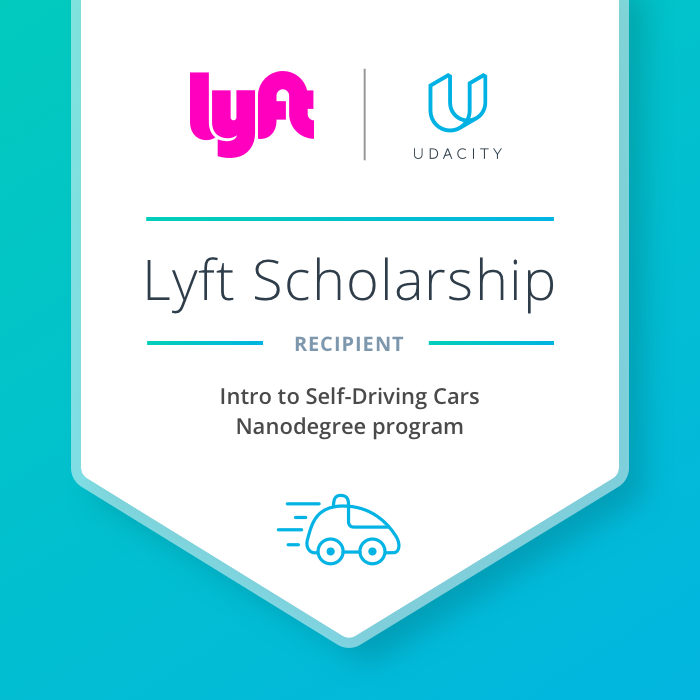 lyft
UDACITY
Lyft Scholarship
RECIPIENT
Intro to Self-Driving Cars
Nanodegree program